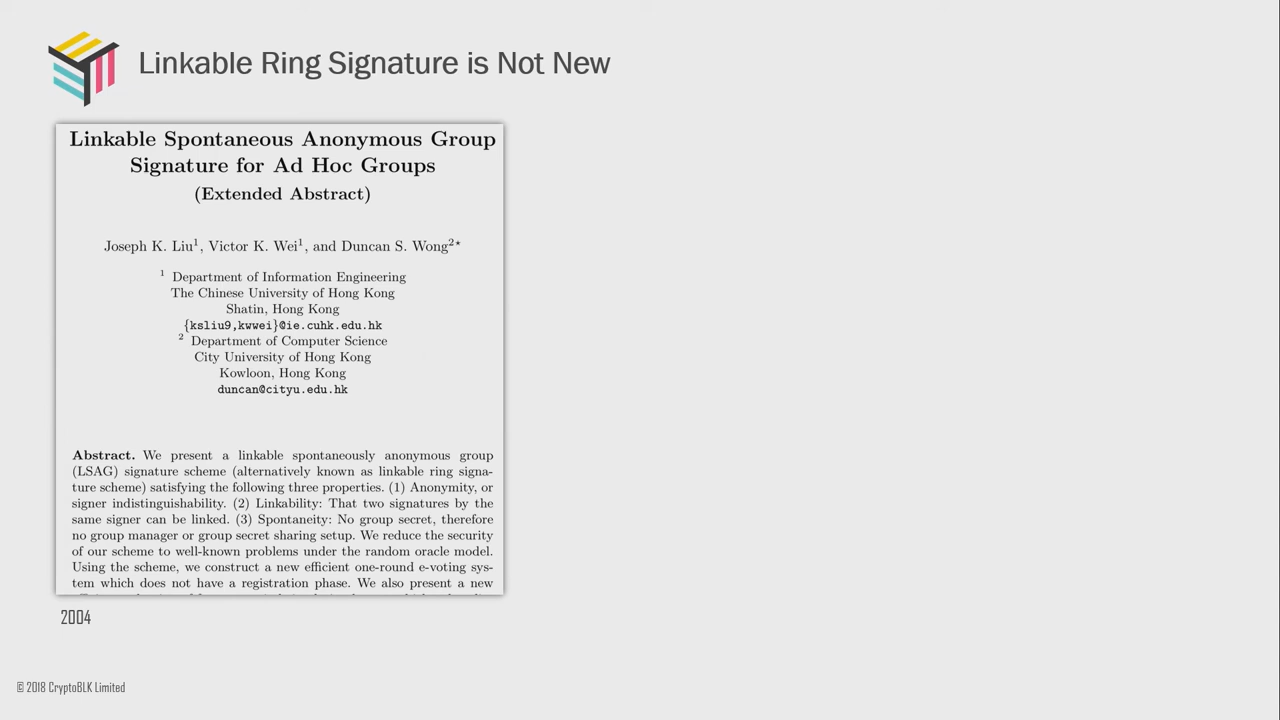 Linkable Ring Signature is Not New
Linkable Spontaneous Anonymous Group
Signature for Ad Hoc Groups
(Extended Abstract)
Joseph K. Liu¹, Victor K. Wei¹, and Duncan S. Wong²⋆
¹ Department of Information Engineering
The Chinese University of Hong Kong
Shatin, Hong Kong
{ksliu9,kwwei}@ie.cuhk.edu.hk
² Department of Computer Science
City University of Hong Kong
Kowloon, Hong Kong
duncan@cityu.edu.hk
Abstract. We present a linkable spontaneously anonymous group
(LSAG) signature scheme (alternatively known as linkable ring signa-
ture scheme) satisfying the following three properties. (1) Anonymity, or
signer indistinguishability. (2) Linkability: That two signatures by the
same signer can be linked. (3) Spontaneity: No group secret, therefore
no group manager or group secret sharing setup. We reduce the security
of our scheme to well-known problems under the random oracle model.
Using the scheme, we construct a new efficient one-round e-voting sys-
tem which does not have a registration phase. We also present a new
2004
© 2018 CryptoBLK Limited